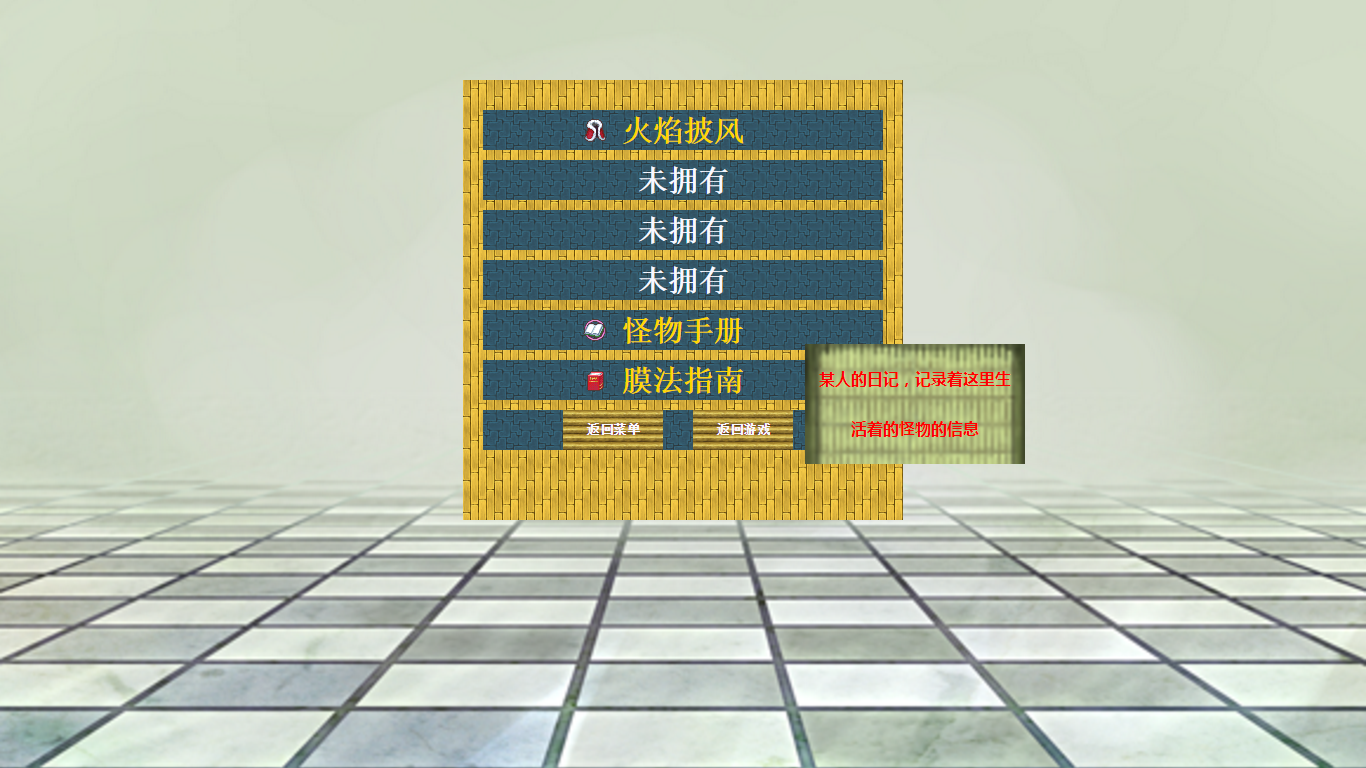 火焰披风
未拥有
未拥有
未拥有
怪物手册
膜法指南
某人的日记，记录着这里生
活着的怪物的信息
返回菜单
返回游戏